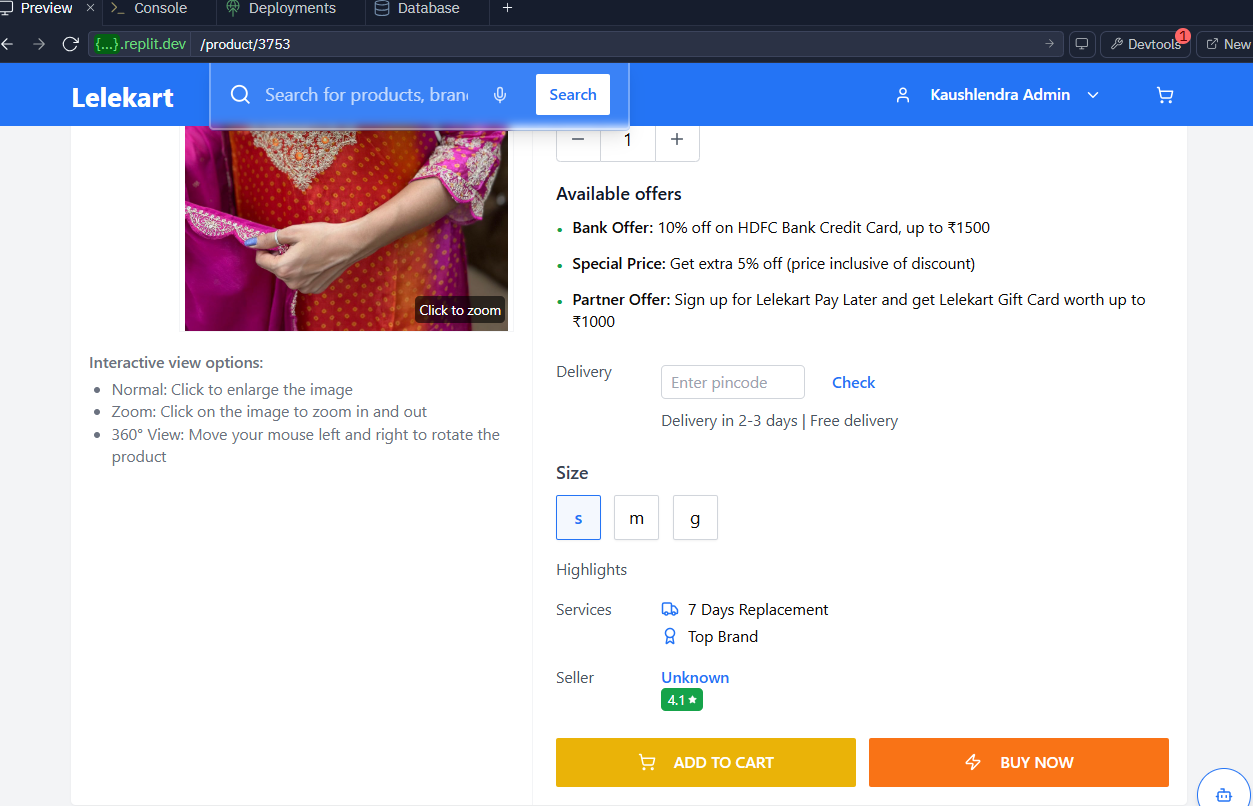 Preview
Console
Deployments
Database
{...}.replit.dev
/product/3753
Devtools
1
New
Lelekart
Search for products, bran
Search
Kaushlendra Admin
1
Available offers
Bank Offer: 10% off on HDFC Bank Credit Card, up to ₹1500
Special Price: Get extra 5% off (price inclusive of discount)
Partner Offer: Sign up for Lelekart Pay Later and get Lelekart Gift Card worth up to
₹1000
Click to zoom
Interactive view options:
Normal: Click to enlarge the image
Zoom: Click on the image to zoom in and out
360° View: Move your mouse left and right to rotate the
product
Delivery
Enter pincode
Check
Delivery in 2-3 days | Free delivery
Size
s
m
g
Highlights
Services
7 Days Replacement
Top Brand
Seller
Unknown
4.1
ADD TO CART
BUY NOW